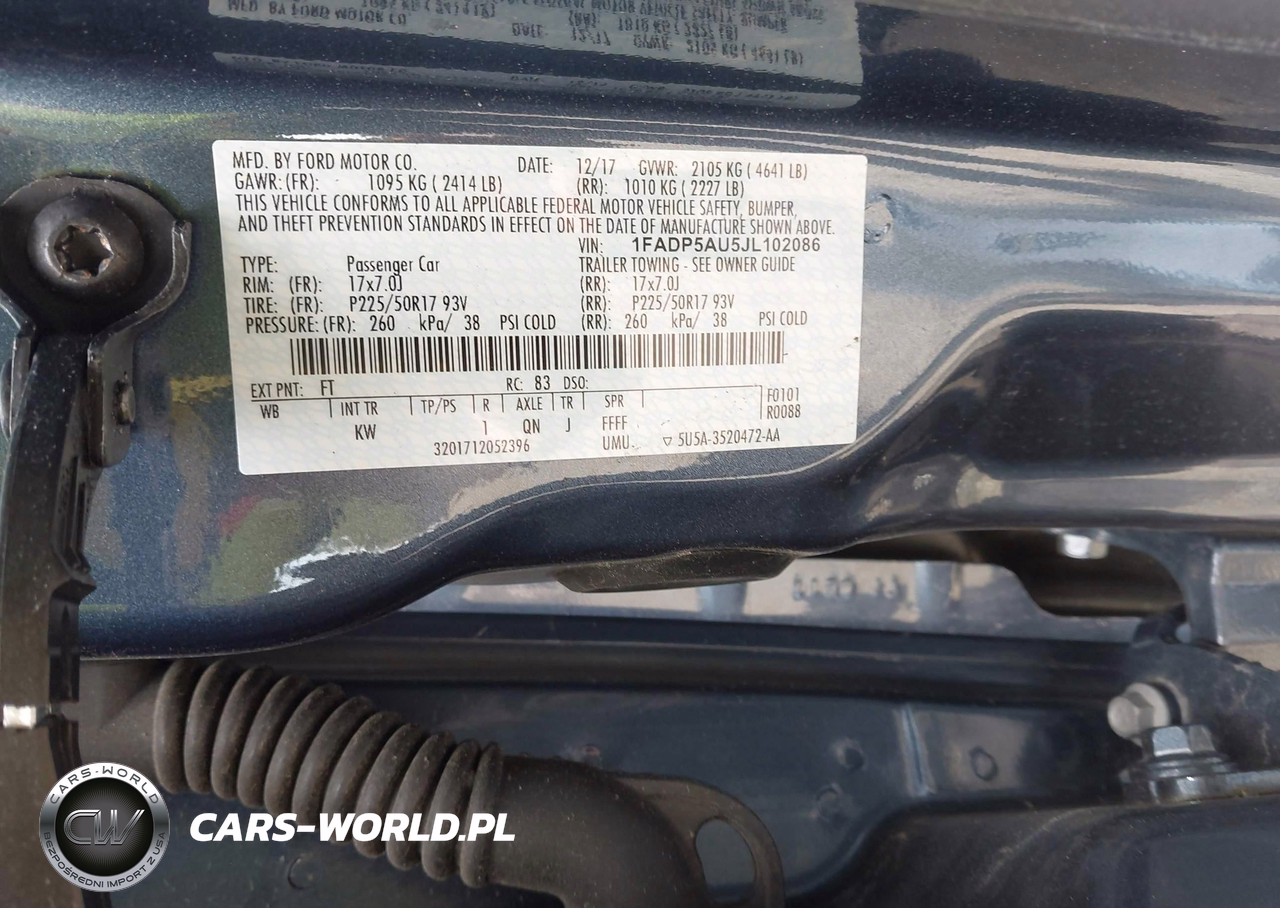 MFD. BY FORD MOTOR CO. DATE: 12/17 GVWR: 2105 KG ( 4641 LB)
GAWR:(FR): 1095 KG ( 2414 LB) (RR): 1010 KG ( 2227 LB)
THIS VEHICLE CONFORMS TO ALL APPLICABLE FEDERAL MOTOR VEHICLE SAFETY, BUMPER,
AND THEFT PREVENTION STANDARDS IN EFFECT ON THE DATE OF MANUFACTURE SHOWN ABOVE.
VIN: 1FADP5AU5JL102086
TYPE: Passenger Car TRAILER TOWING - SEE OWNER GUIDE
RIM: (FR): 17x7.0J (RR): 17x7.0J
TIRE: (FR): P225/50R17 93V (RR): P225/50R17 93V
PRESSURE:(FR): 260 kPa/ 38 PSI COLD (RR): 260 kPa/ 38 PSI COLD
EXT PNT: FT RC: 83 DSO:
WB INT TR TP/PS R AXLE TR SPR F0101
R0088
KW 1 QN J FFFF
3201712052396 UMU ▽ 5U5A-3520472-AA
CARS-WORLD
CW
BEZPOŚREDNI IMPORT Z USA
CARS-WORLD.PL